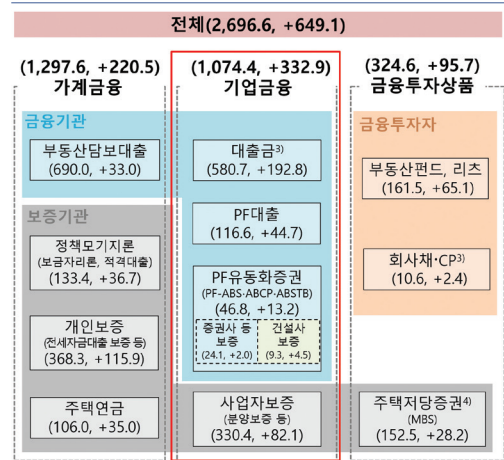 전체(2,696.6, +649.1)
(1,297.6, +220.5)
가계금융
(1,074.4, +332.9)
기업금융
(324.6, +95.7)
금융투자상품
금융기관
부동산담보대출
(690.0, +33.0)
보증기관
정책모기지론
(보금자리론, 적격대출)
(133.4, +36.7)
개인보증
(전세자금대출 보증 등)
(368.3, +115.9)
주택연금
(106.0, +35.0)
대출금3)
(580.7, +192.8)
PF대출
(116.6, +44.7)
PF유동화증권
(PF-ABS·ABCP·ABSTB)
(46.8, +13.2)
증권사 등
보증
(24.1, +2.0)
건설사
보증
(9.3, +4.5)
사업자보증
(분양보증 등)
(330.4, +82.1)
금융투자자
부동산펀드, 리츠
(161.5, +65.1)
회사채·CP3)
(10.6, +2.4)
주택저당증권4)
(MBS)
(152.5, +28.2)